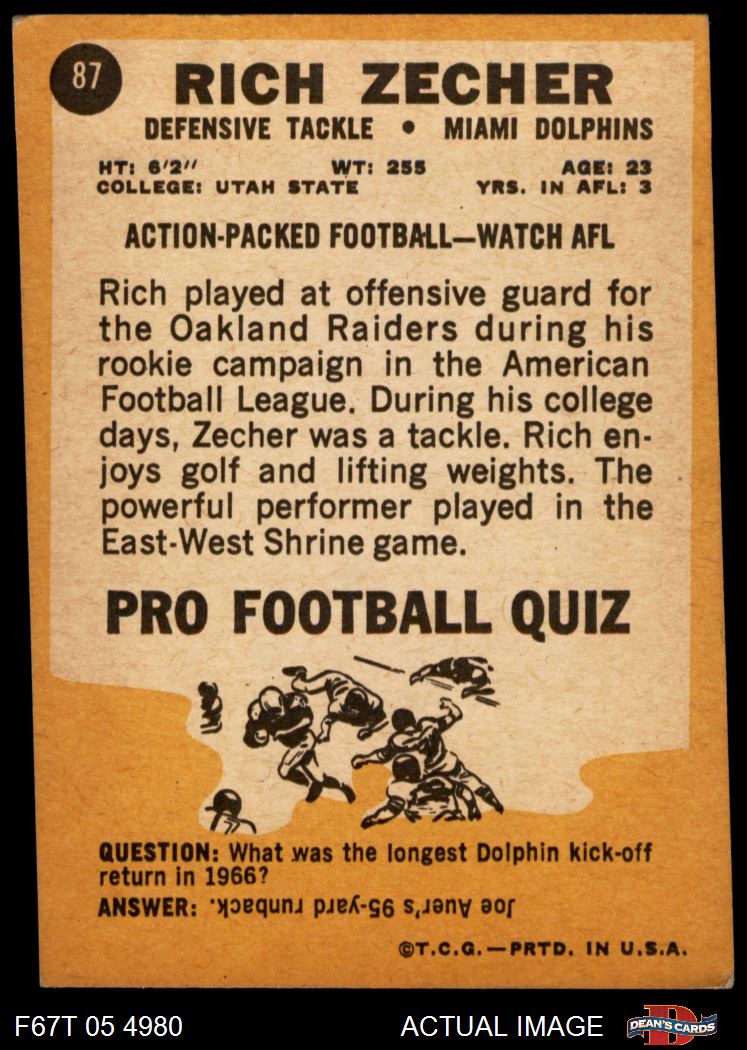 87
RICH ZECHER
DEFENSIVE TACKLE • MIAMI DOLPHINS
HT: 6'2" WT: 255 AGE: 23
COLLEGE: UTAH STATE YRS. IN AFL: 3
ACTION-PACKED FOOTBALL—WATCH AFL
Rich played at offensive guard for
the Oakland Raiders during his
rookie campaign in the American
Football League. During his college
days, Zecher was a tackle. Rich en-
joys golf and lifting weights. The
powerful performer played in the
East-West Shrine game.
PRO FOOTBALL QUIZ
QUESTION: What was the longest Dolphin kick-off
return in 1966?
ANSWER: Joe Auer's 95-yard runback.
©T.C.G.—PRTD. IN U.S.A.
F67T 05 4980 ACTUAL IMAGE D DEAN'S CARDS